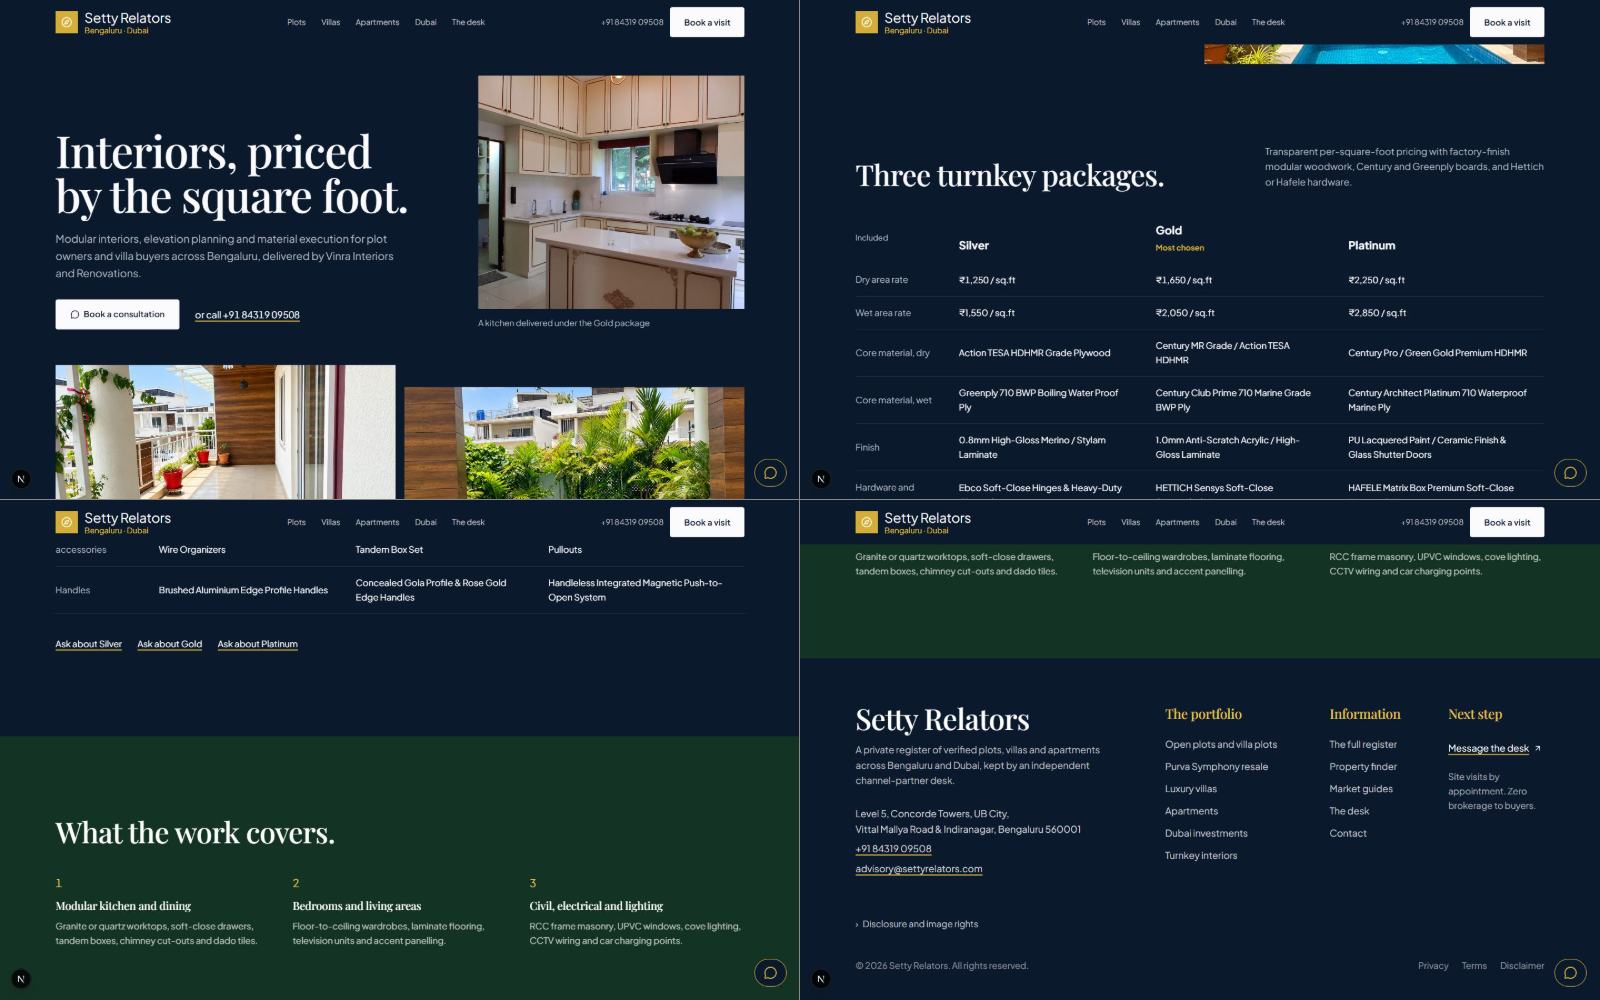 Setty Relators
Bengaluru · Dubai
Plots Villas Apartments Dubai The desk
+91 84319 09508
Book a visit
Interiors, priced
by the square foot.
Modular interiors, elevation planning and material execution for plot
owners and villa buyers across Bengaluru, delivered by Vinra Interiors
and Renovations.
Book a consultation
or call +91 84319 09508
A kitchen delivered under the Gold package
N
Setty Relators
Bengaluru · Dubai
Plots Villas Apartments Dubai The desk
+91 84319 09508
Book a visit
Three turnkey packages.
Transparent per-square-foot pricing with factory-finish
modular woodwork, Century and Greenply boards, and Hettich
or Hafele hardware.
Included Silver Gold Platinum
Most chosen
Dry area rate ₹1,250 / sq.ft ₹1,650 / sq.ft ₹2,250 / sq.ft
Wet area rate ₹1,550 / sq.ft ₹2,050 / sq.ft ₹2,850 / sq.ft
Core material, dry Action TESA HDHMR Grade Plywood Century MR Grade / Action TESA Century Pro / Green Gold Premium HDHMR
HDHMR
Core material, wet Greenply 710 BWP Boiling Water Proof Century Club Prime 710 Marine Grade Century Architect Platinum 710 Waterproof
Ply BWP Ply Marine Ply
Finish 0.8mm High-Gloss Merino / Stylam 1.0mm Anti-Scratch Acrylic / High- PU Lacquered Paint / Ceramic Finish &
Laminate Gloss Laminate Glass Shutter Doors
Hardware and Ebco Soft-Close Hinges & Heavy-Duty HETTICH Sensys Soft-Close HAFELE Matrix Box Premium Soft-Close
N
Setty Relators
Bengaluru · Dubai
Plots Villas Apartments Dubai The desk
+91 84319 09508
Book a visit
accessories Wire Organizers Tandem Box Set Pullouts
Handles Brushed Aluminium Edge Profile Handles Concealed Gola Profile & Rose Gold Handleless Integrated Magnetic Push-to-
Edge Handles Open System
Ask about Silver Ask about Gold Ask about Platinum
What the work covers.
1
Modular kitchen and dining
Granite or quartz worktops, soft-close drawers,
tandem boxes, chimney cut-outs and dado tiles.
2
Bedrooms and living areas
Floor-to-ceiling wardrobes, laminate flooring,
television units and accent panelling.
3
Civil, electrical and lighting
RCC frame masonry, UPVC windows, cove lighting,
CCTV wiring and car charging points.
N
Setty Relators
Bengaluru · Dubai
Plots Villas Apartments Dubai The desk
+91 84319 09508
Book a visit
Granite or quartz worktops, soft-close drawers,
tandem boxes, chimney cut-outs and dado tiles.
Floor-to-ceiling wardrobes, laminate flooring,
television units and accent panelling.
RCC frame masonry, UPVC windows, cove lighting,
CCTV wiring and car charging points.
Setty Relators
A private register of verified plots, villas and apartments
across Bengaluru and Dubai, kept by an independent
channel-partner desk.
Level 5, Concorde Towers, UB City,
Vittal Mallya Road & Indiranagar, Bengaluru 560001
+91 84319 09508
advisory@settyrelators.com
The portfolio
Open plots and villa plots
Purva Symphony resale
Luxury villas
Apartments
Dubai investments
Turnkey interiors
Information
The full register
Property finder
Market guides
The desk
Contact
Next step
Message the desk
Site visits by
appointment. Zero
brokerage to buyers.
› Disclosure and image rights
© 2026 Setty Relators. All rights reserved.
Privacy Terms Disclaimer
N